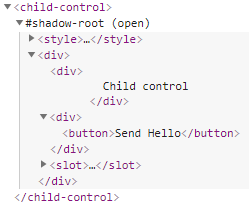 ▼<child-control>
▼#shadow-root (open)
▶<style>…</style>
▼<div>
<div>
Child control
</div>
▼<div>
<button>Send Hello</button>
</div>
▶<slot>…</slot>
</div>
</child-control>